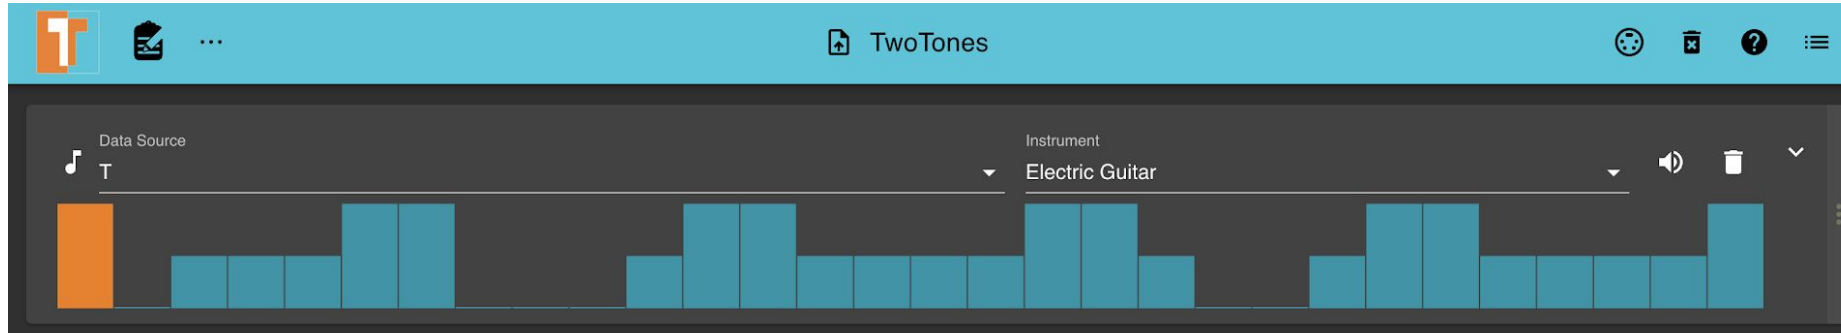 TwoTones
Data Source
T
Instrument
Electric Guitar